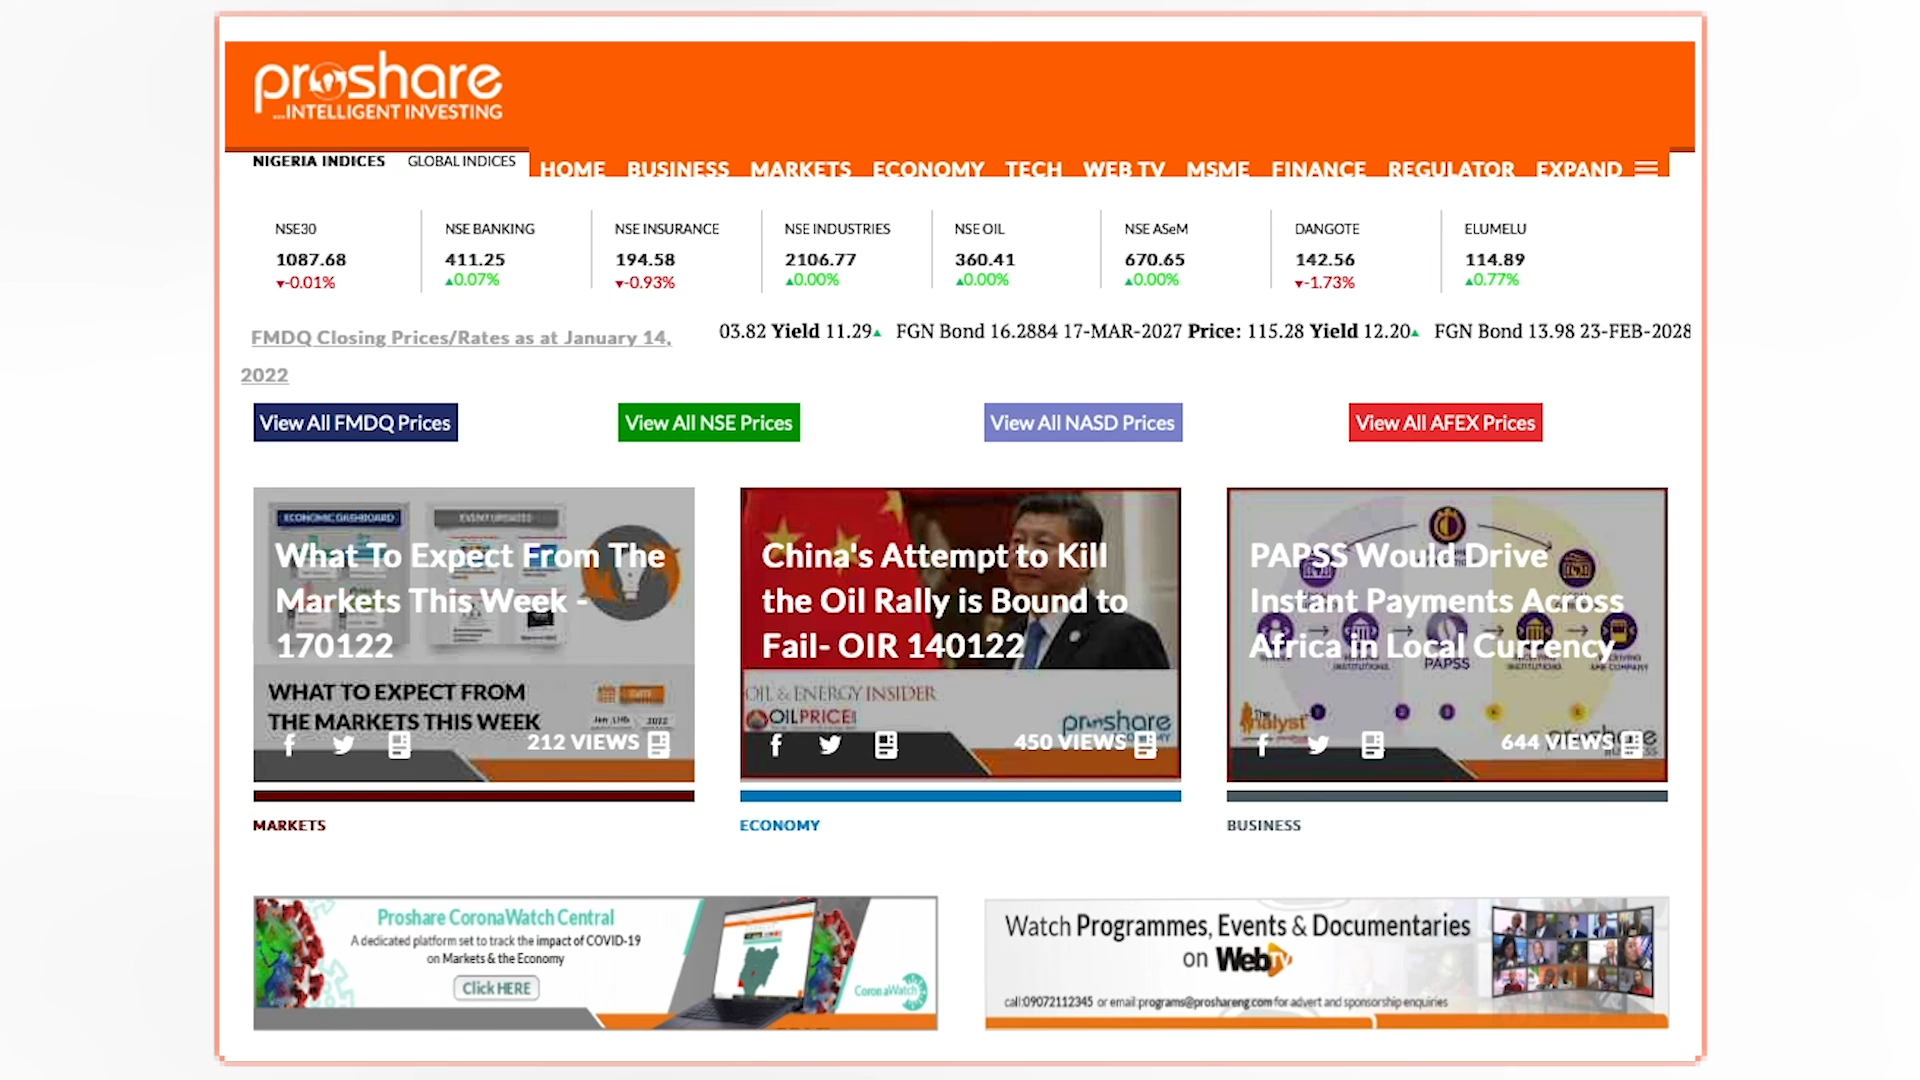 proshare
...INTELLIGENT INVESTING
NIGERIA INDICES GLOBAL INDICES
HOME BUSINESS MARKETS ECONOMY TECH WEB TV MSME FINANCE REGULATOR EXPAND
NSE30 NSE BANKING NSE INSURANCE NSE INDUSTRIES NSE OIL NSE ASeM DANGOTE ELUMELU
1087.68 411.25 194.58 2106.77 360.41 670.65 142.56 114.89
▼-0.01% ▲0.07% ▼-0.93% ▲0.00% ▲0.00% ▲0.00% ▼-1.73% ▲0.77%
FMDQ Closing Prices/Rates as at January 14,
2022
03.82 Yield 11.29▲ FGN Bond 16.2884 17-MAR-2027 Price: 115.28 Yield 12.20▲ FGN Bond 13.98 23-FEB-2028
View All FMDQ Prices View All NSE Prices View All NASD Prices View All AFEX Prices
ECONOMIC DASHBOARD EVENT UPDATES
What To Expect From The
Markets This Week -
170122
WHAT TO EXPECT FROM
THE MARKETS THIS WEEK
2022
212 VIEWS
MARKETS
China's Attempt to Kill
the Oil Rally is Bound to
Fail- OIR 140122
OIL & ENERGY INSIDER
OILPRICE
proshare
450 VIEWS
ECONOMY
PAPSS Would Drive
Instant Payments Across
Africa in Local Currency
PAPSS
The Analyst
644 VIEWS
BUSINESS
Proshare CoronaWatch Central
A dedicated platform set to track the impact of COVID-19
on Markets & the Economy
Click HERE
CoronaWatch
Watch Programmes, Events & Documentaries
on WebTV
call:09072112345 or email programs@proshareng.com for advert and sponsorship enquiries